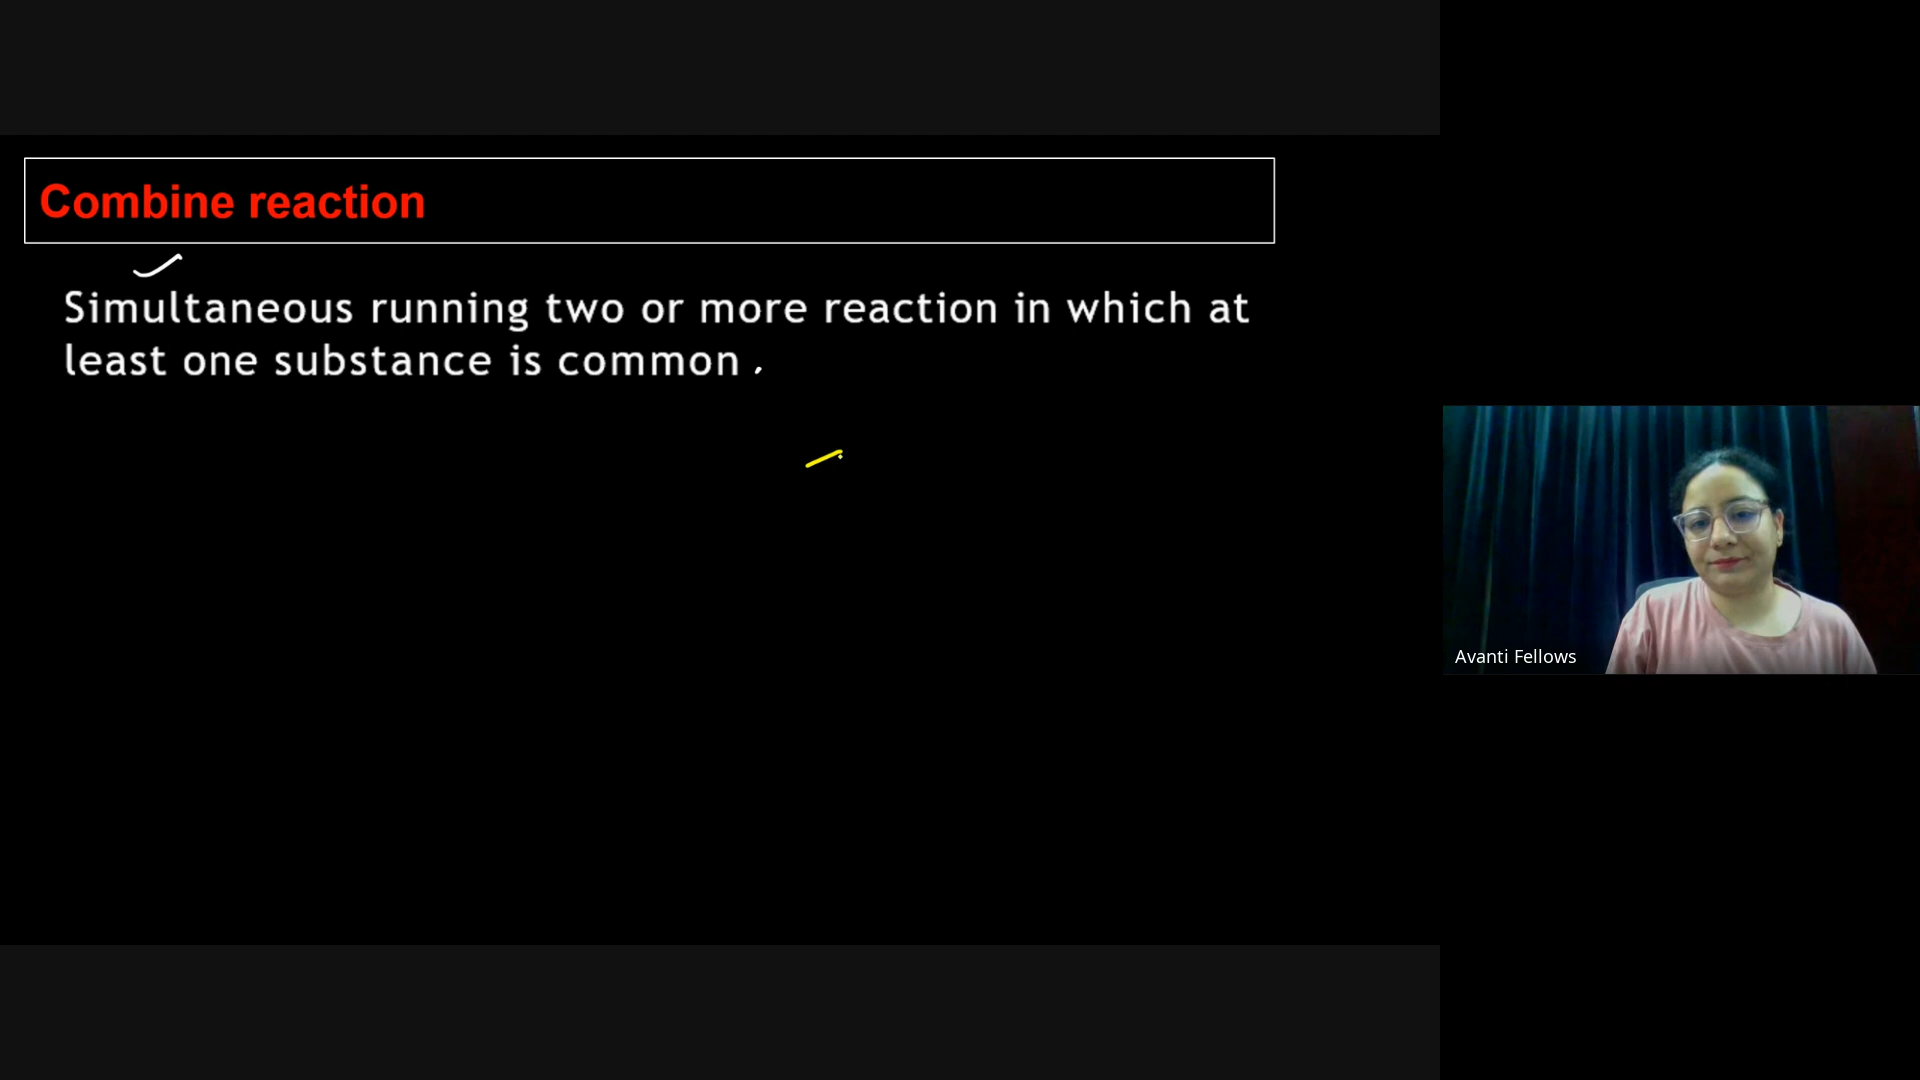 Combine reaction
Simultaneous running two or more reaction in which at
least one substance is common .
Avanti Fellows